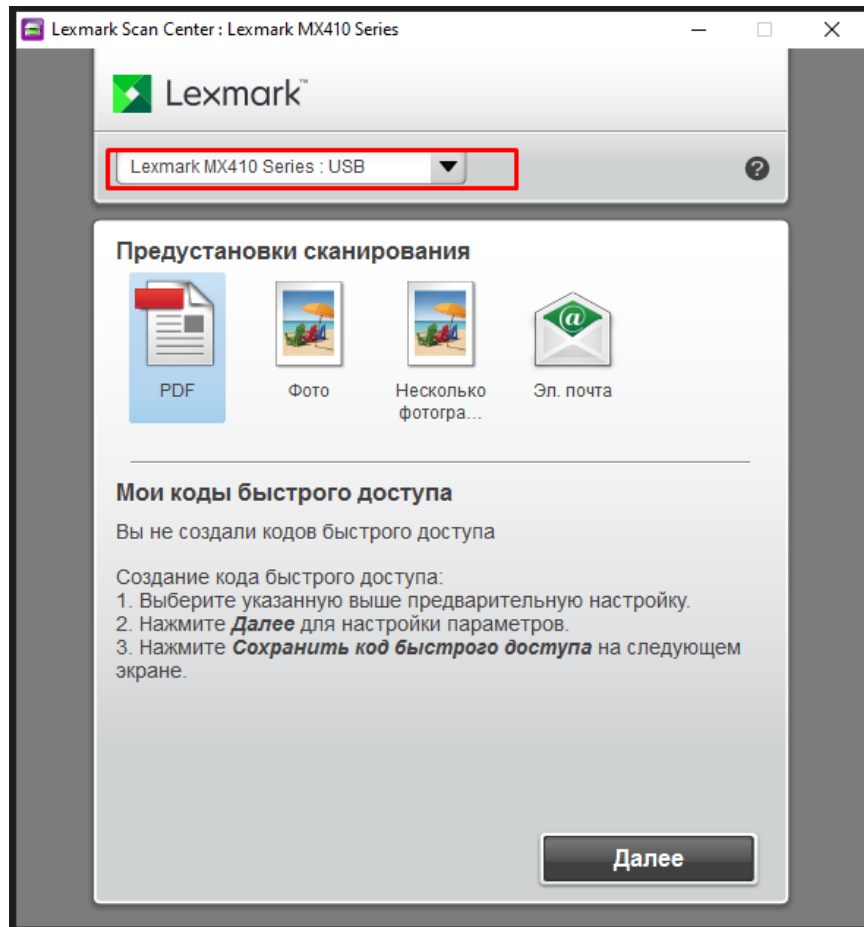 Lexmark Scan Center : Lexmark MX410 Series
Lexmark™
Lexmark MX410 Series : USB
?
Предустановки сканирования
PDF
Фото
Несколько
фотогра...
Эл. почта
@
Мои коды быстрого доступа
Вы не создали кодов быстрого доступа
Создание кода быстрого доступа:
1. Выберите указанную выше предварительную настройку.
2. Нажмите Далее для настройки параметров.
3. Нажмите Сохранить код быстрого доступа на следующем
экране.
Далее